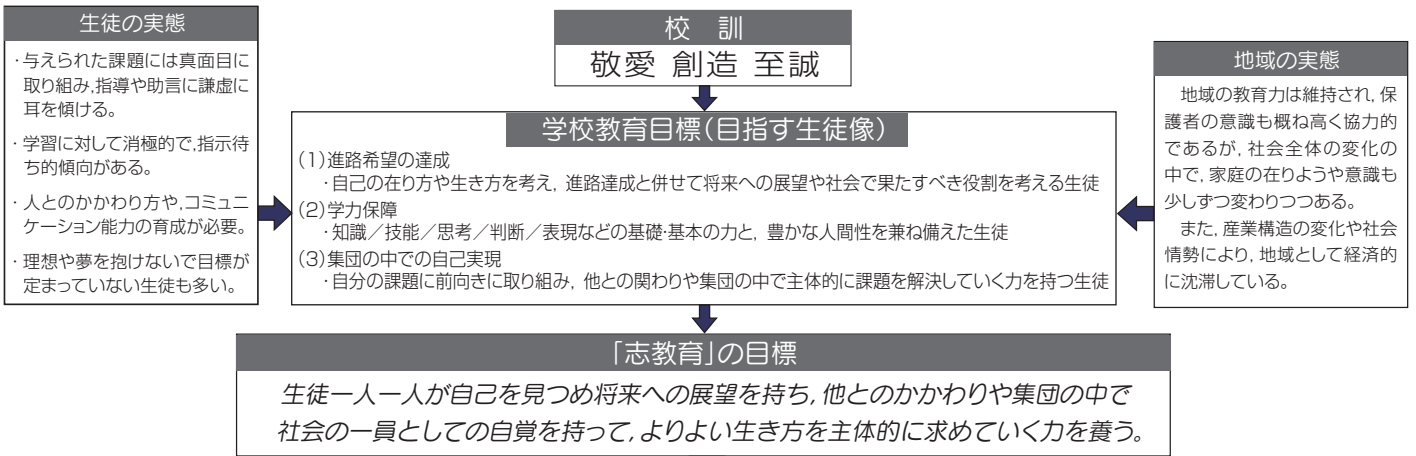 生徒の実態
・与えられた課題には真面目に
取り組み,指導や助言に謙虚に
耳を傾ける。
・学習に対して消極的で,指示待
ち的傾向がある。
・人とのかかわり方や,コミュニ
ケーション能力の育成が必要。
・理想や夢を抱けないで目標が
定まっていない生徒も多い。
校 訓
敬愛 創造 至誠
学校教育目標(目指す生徒像)
(1)進路希望の達成
・自己の在り方や生き方を考え, 進路達成と併せて将来への展望や社会で果たすべき役割を考える生徒
(2)学力保障
・知識／技能／思考／判断／表現などの基礎・基本の力と, 豊かな人間性を兼ね備えた生徒
(3)集団の中での自己実現
・自分の課題に前向きに取り組み, 他との関わりや集団の中で主体的に課題を解決していく力を持つ生徒
地域の実態
地域の教育力は維持され, 保
護者の意識も概ね高く協力的
であるが, 社会全体の変化の
中で, 家庭の在りようや意識も
少しずつ変わりつつある。
また, 産業構造の変化や社会
情勢により, 地域として経済的
に沈滞している。
「志教育」の目標
生徒一人一人が自己を見つめ将来への展望を持ち, 他とのかかわりや集団の中で
社会の一員としての自覚を持って, よりよい生き方を主体的に求めていく力を養う。